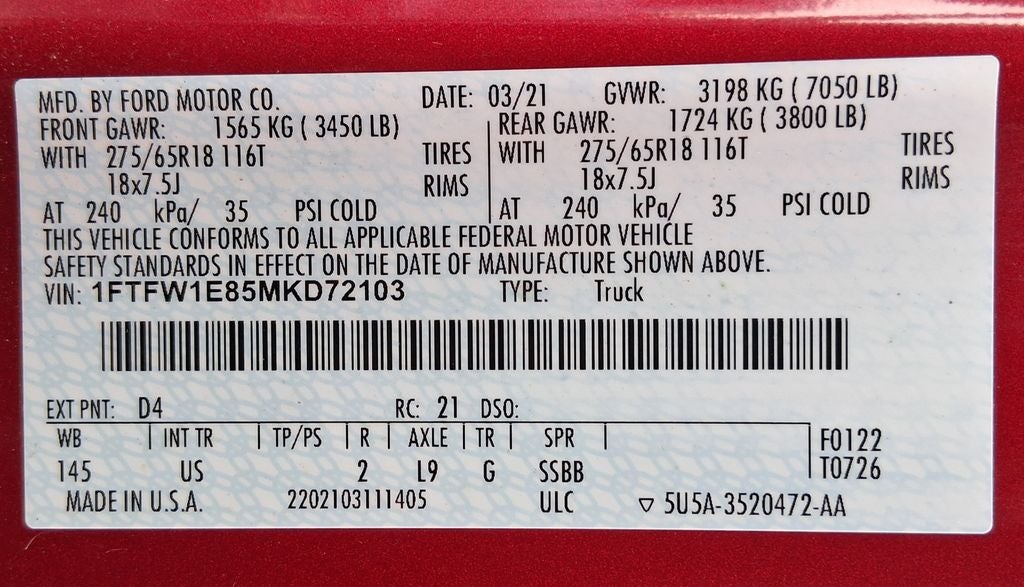 MFD. BY FORD MOTOR CO. DATE: 03/21 GVWR: 3198 KG ( 7050 LB)
FRONT GAWR: 1565 KG ( 3450 LB) REAR GAWR: 1724 KG ( 3800 LB)
WITH 275/65R18 116T TIRES WITH 275/65R18 116T TIRES
18x7.5J RIMS 18x7.5J RIMS
AT 240 kPa/ 35 PSI COLD AT 240 kPa/ 35 PSI COLD
THIS VEHICLE CONFORMS TO ALL APPLICABLE FEDERAL MOTOR VEHICLE
SAFETY STANDARDS IN EFFECT ON THE DATE OF MANUFACTURE SHOWN ABOVE.
VIN: 1FTFW1E85MKD72103 TYPE: Truck
EXT PNT: D4 RC: 21 DSO:
WB INT TR TP/PS R AXLE TR SPR F0122
145 US 2 L9 G SSBB T0726
MADE IN U.S.A. 2202103111405 ULC ▽ 5U5A-3520472-AA